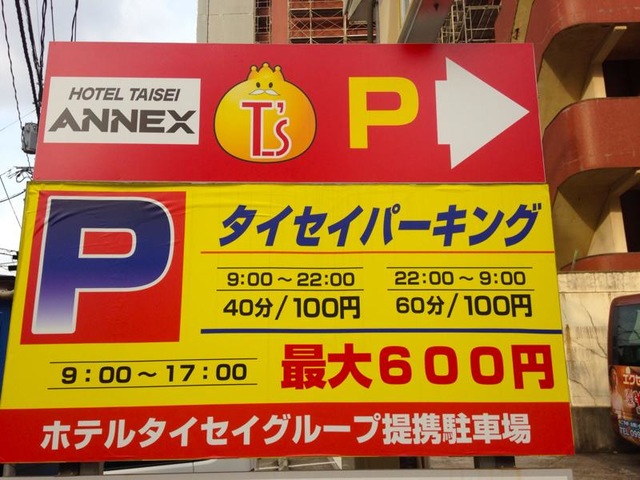 HOTEL TAISEI
ANNEX
T's
P
P
タイセイパーキング
9:00～22:00
40分/100円
22:00～9:00
60分/100円
9:00～17:00
最大600円
ホテルタイセイグループ提携駐車場